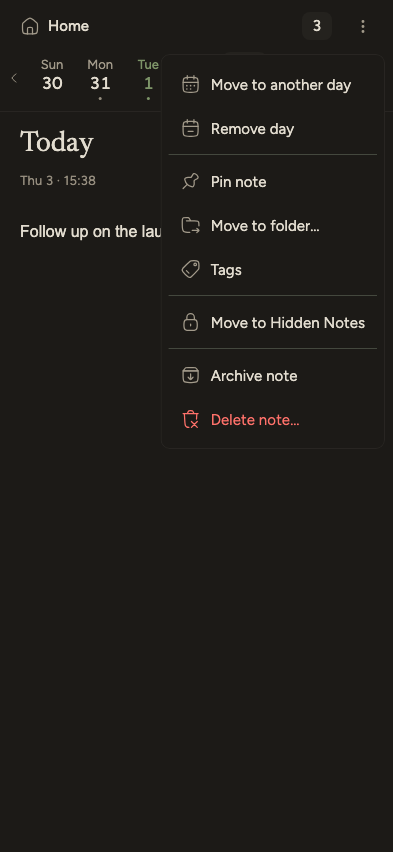 Home 3
Sun Mon Tue
30 31 1
Today
Thu 3 · 15:38
Follow up on the lau
Move to another day
Remove day
Pin note
Move to folder...
Tags
Move to Hidden Notes
Archive note
Delete note...